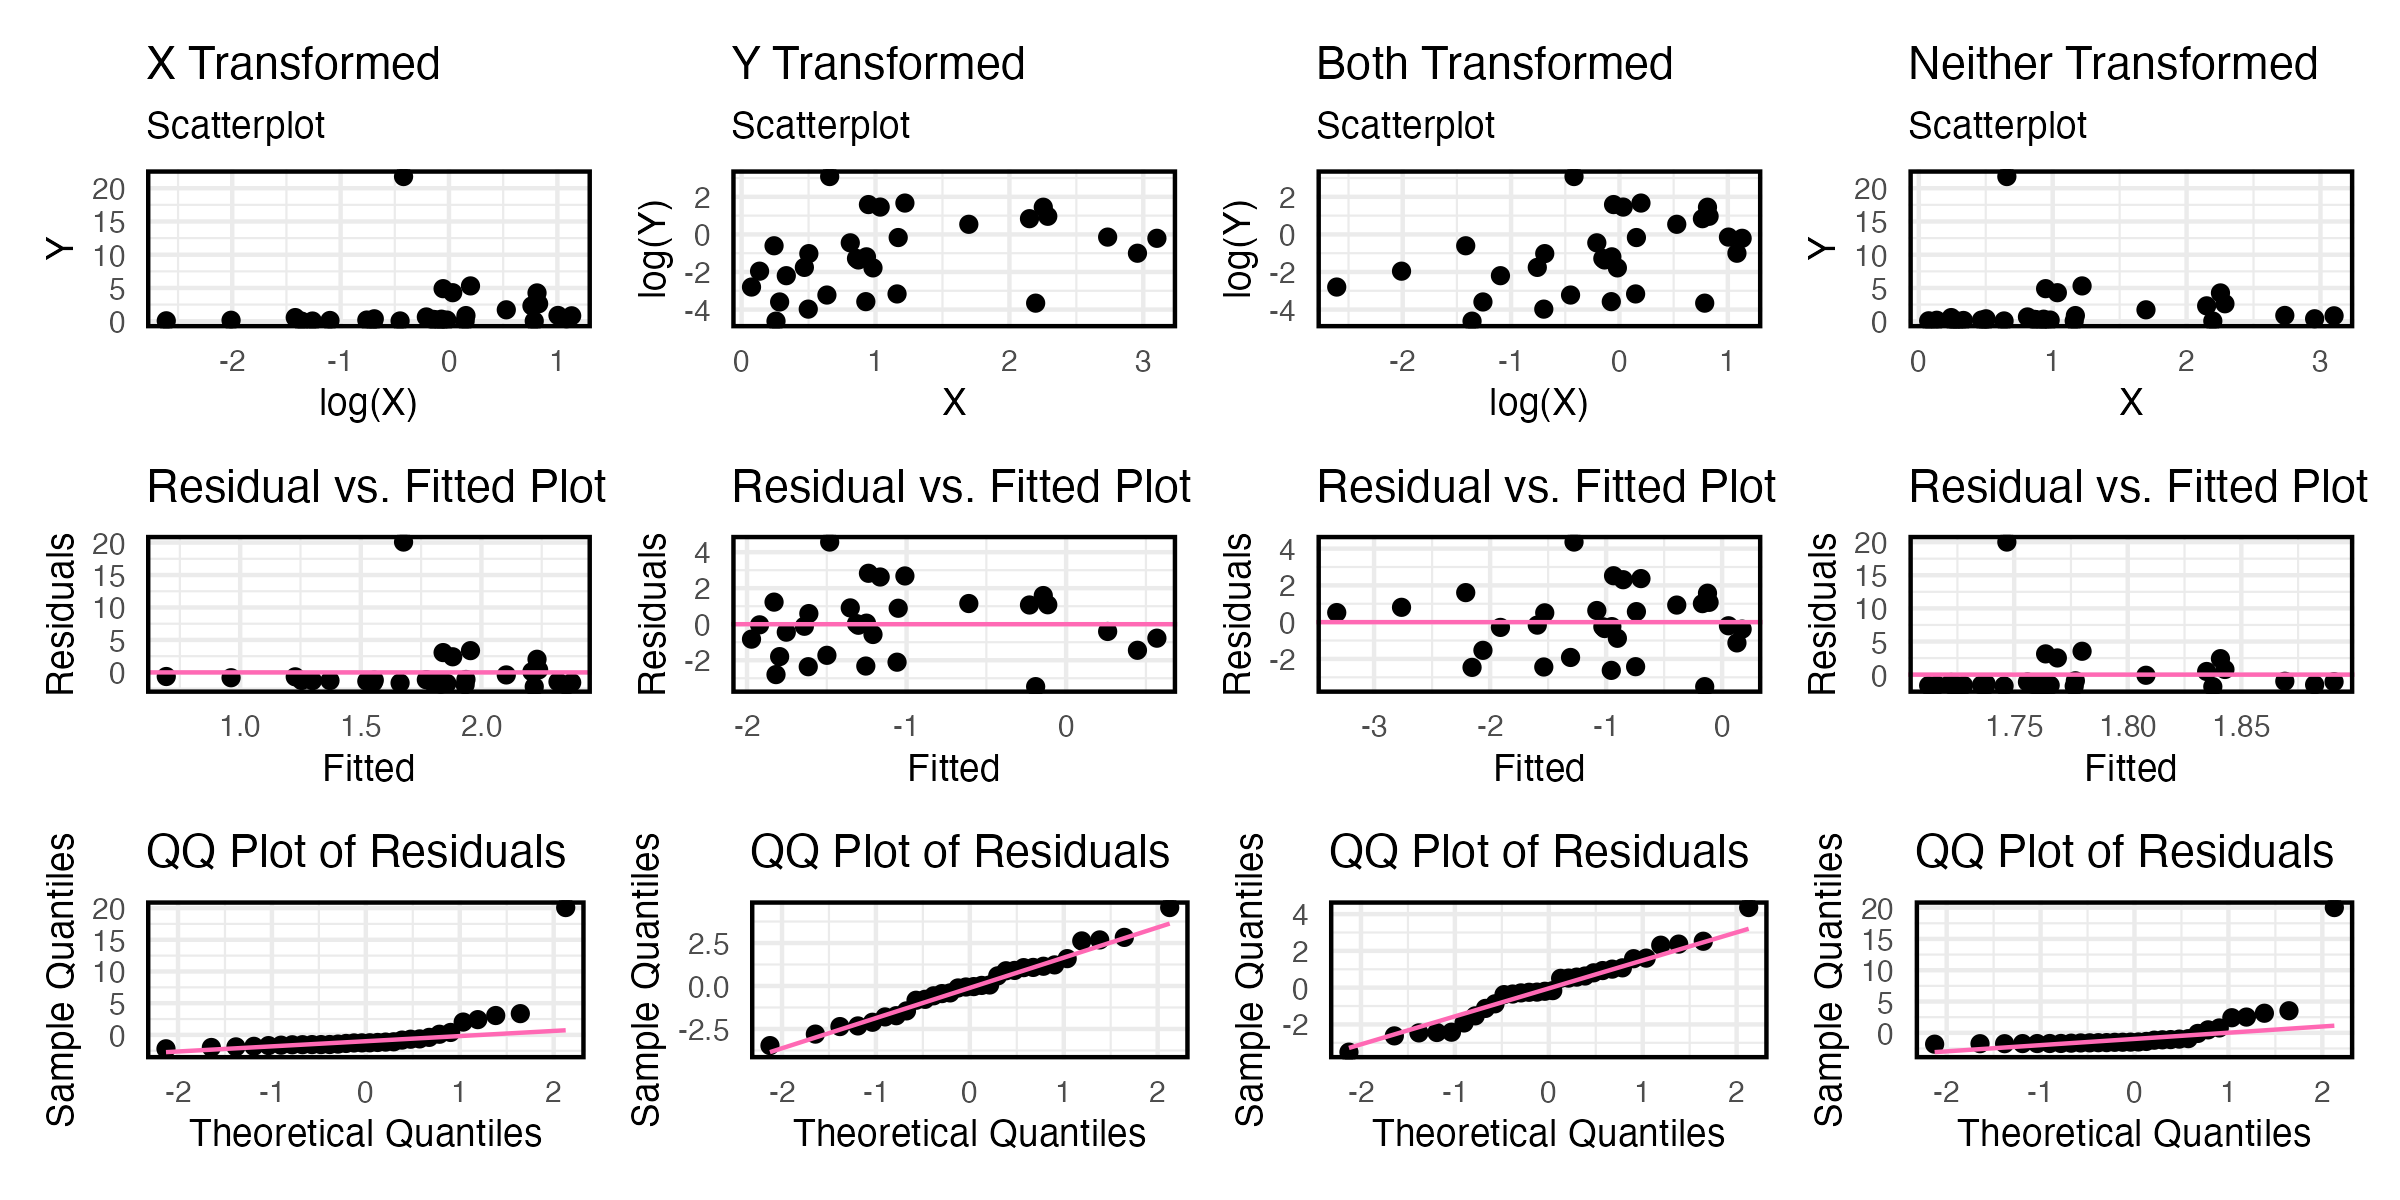 X Transformed
Y Transformed
Both Transformed
Neither Transformed
Scatterplot
Scatterplot
Scatterplot
Scatterplot
Y
20
15
10
5
0
-2
-1
0
1
log(X)
log(Y)
2
0
-2
-4
0
1
2
3
X
log(Y)
2
0
-2
-4
-2
-1
0
1
log(X)
Y
20
15
10
5
0
0
1
2
3
X
Residual vs. Fitted Plot
Residual vs. Fitted Plot
Residual vs. Fitted Plot
Residual vs. Fitted Plot
Residuals
20
15
10
5
0
1.0
1.5
2.0
Fitted
Residuals
4
2
0
-2
-2
-1
0
Fitted
Residuals
4
2
0
-2
-3
-2
-1
0
Fitted
Residuals
20
15
10
5
0
1.75
1.80
1.85
Fitted
QQ Plot of Residuals
QQ Plot of Residuals
QQ Plot of Residuals
QQ Plot of Residuals
Sample Quantiles
20
15
10
5
0
-2
-1
0
1
2
Theoretical Quantiles
Sample Quantiles
2.5
0.0
-2.5
-2
-1
0
1
2
Theoretical Quantiles
Sample Quantiles
4
2
0
-2
-2
-1
0
1
2
Theoretical Quantiles
Sample Quantiles
20
15
10
5
0
-2
-1
0
1
2
Theoretical Quantiles